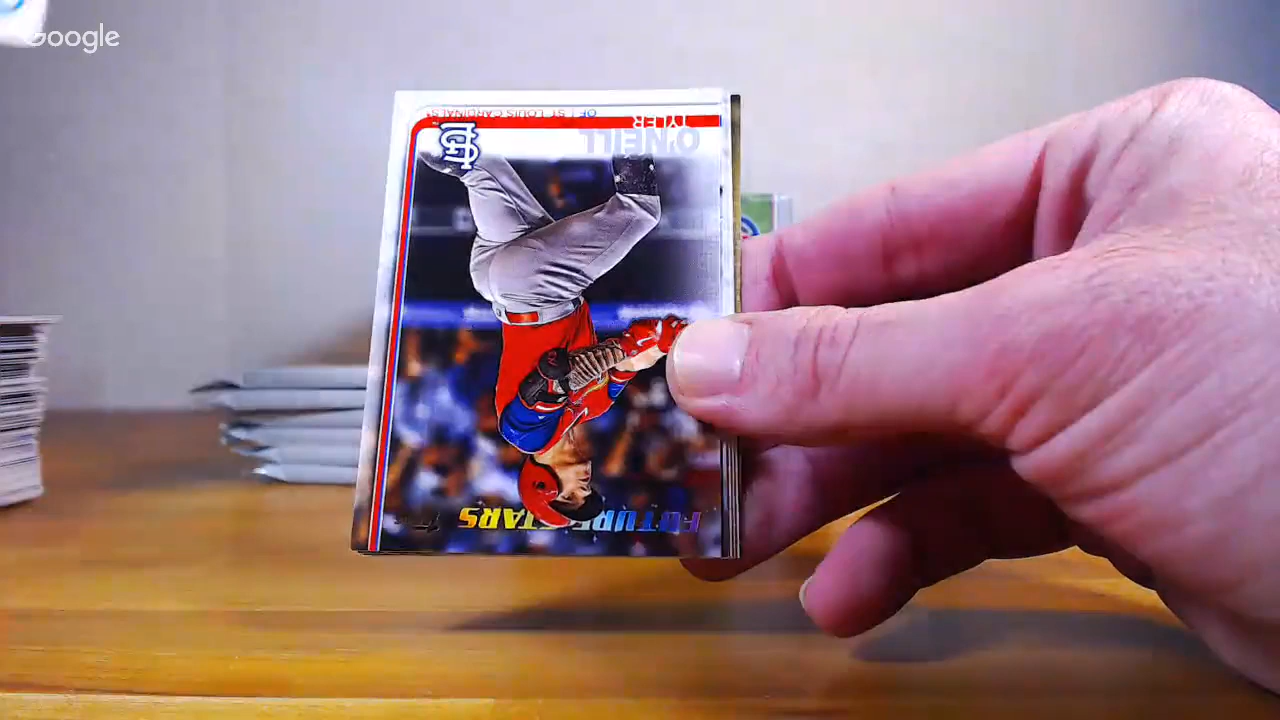 Google
OF | ST. LOUIS CARDINALS
TYLER
O'NEILL
STL
FUTURE STARS